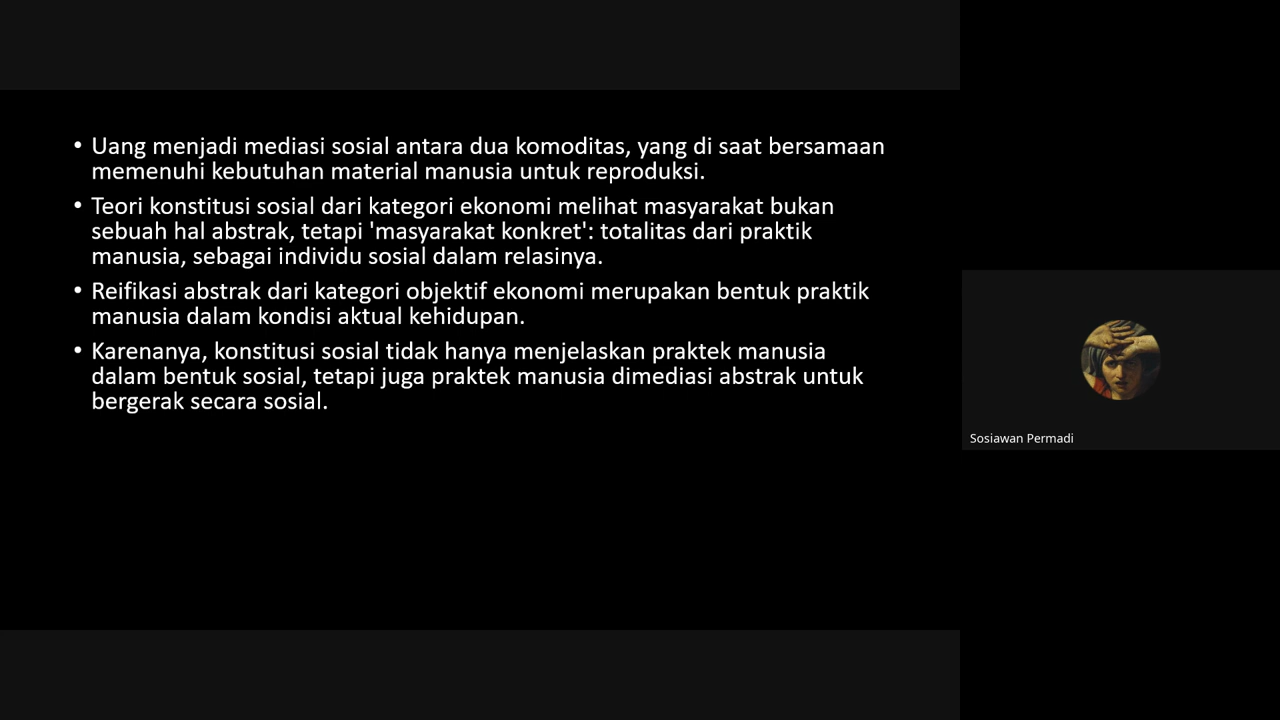 • Uang menjadi mediasi sosial antara dua komoditas, yang di saat bersamaan
memenuhi kebutuhan material manusia untuk reproduksi.
• Teori konstitusi sosial dari kategori ekonomi melihat masyarakat bukan
sebuah hal abstrak, tetapi 'masyarakat konkret': totalitas dari praktik
manusia, sebagai individu sosial dalam relasinya.
• Reifikasi abstrak dari kategori objektif ekonomi merupakan bentuk praktik
manusia dalam kondisi aktual kehidupan.
• Karenanya, konstitusi sosial tidak hanya menjelaskan praktek manusia
dalam bentuk sosial, tetapi juga praktek manusia dimediasi abstrak untuk
bergerak secara sosial.
Sosiawan Permadi